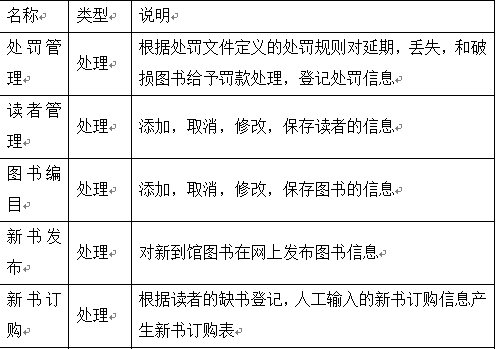 名称 类型 说明
处罚管 处理 根据处罚文件定义的处罚规则对延期，丢失，和破
理 损图书给予罚款处理，登记处罚信息
读者管 处理 添加，取消，修改，保存读者的信息
理
图书编 处理 添加，取消，修改，保存图书的信息
目
新书发 处理 对新到馆图书在网上发布图书信息
布
新书订 处理 根据读者的缺书登记，人工输入的新书订购信息产
购 生新书订购表